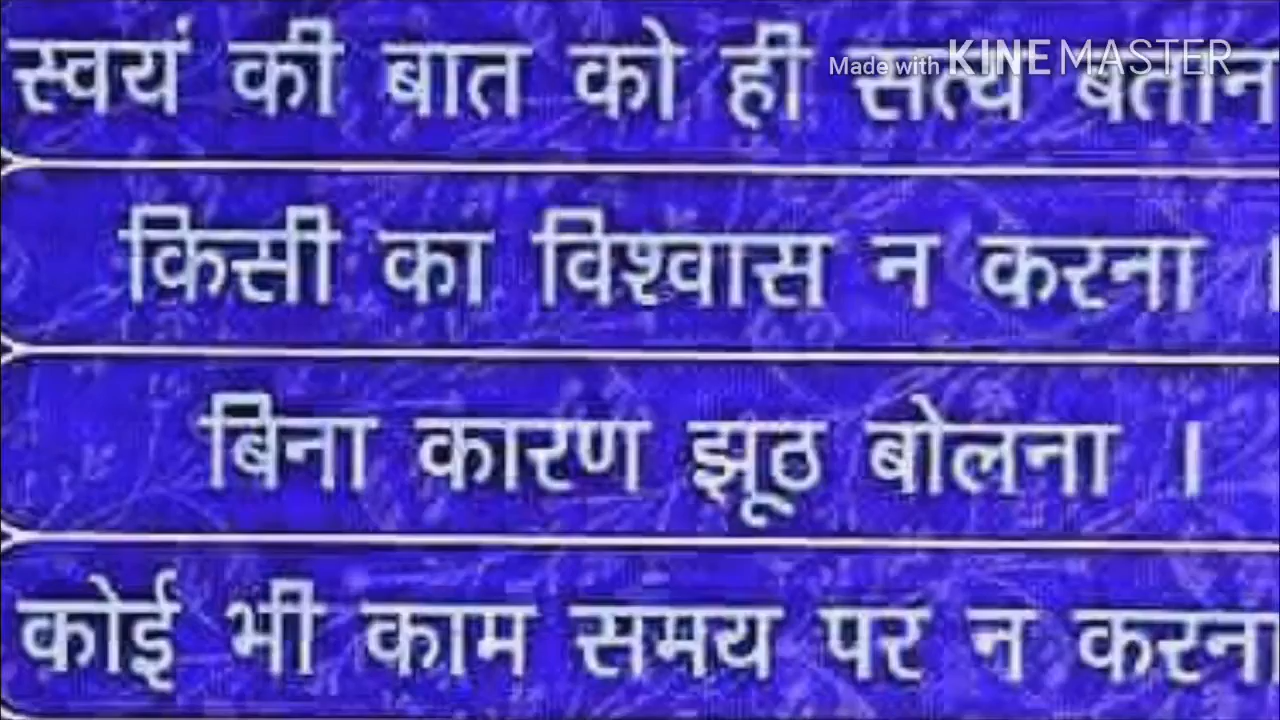 स्वयं की बात को ही सत्य बतान
Made with KINEMASTER
किसी का विश्वास न करना ।
बिना कारण झूठ बोलना ।
कोई भी काम समय पर न करना